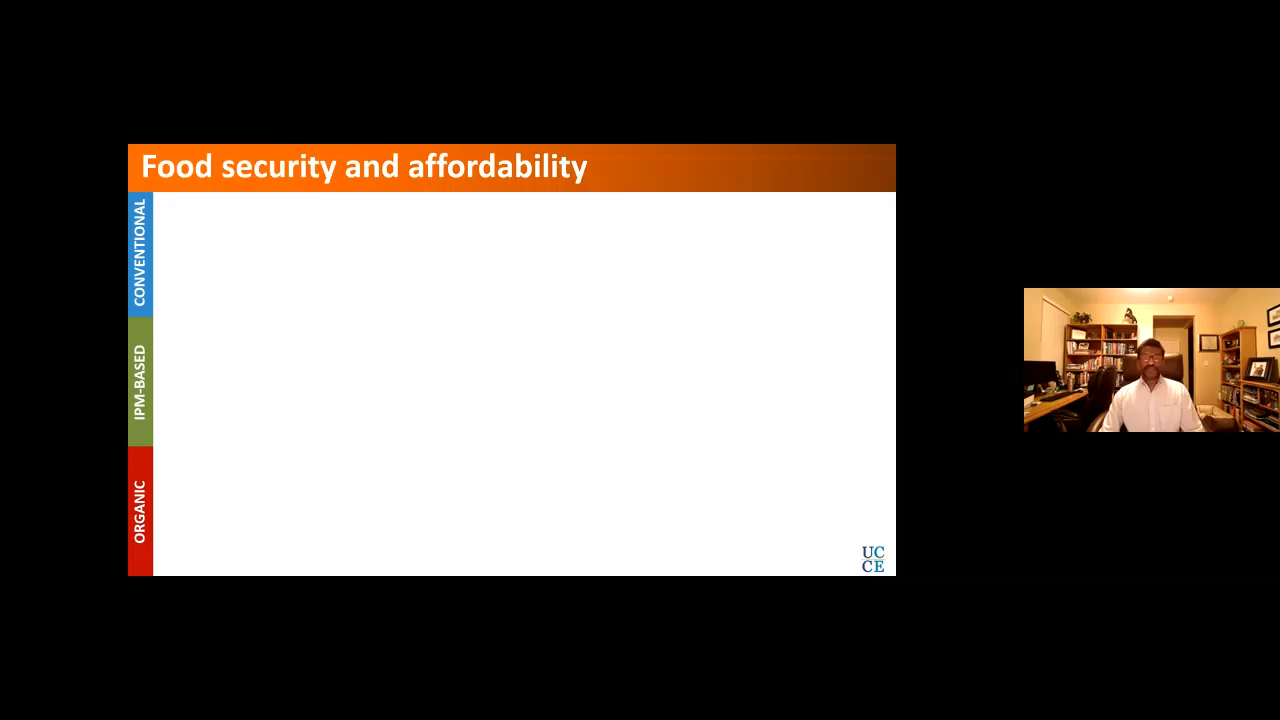 Food security and affordability
CONVENTIONAL
IPM-BASED
ORGANIC
UC
CE